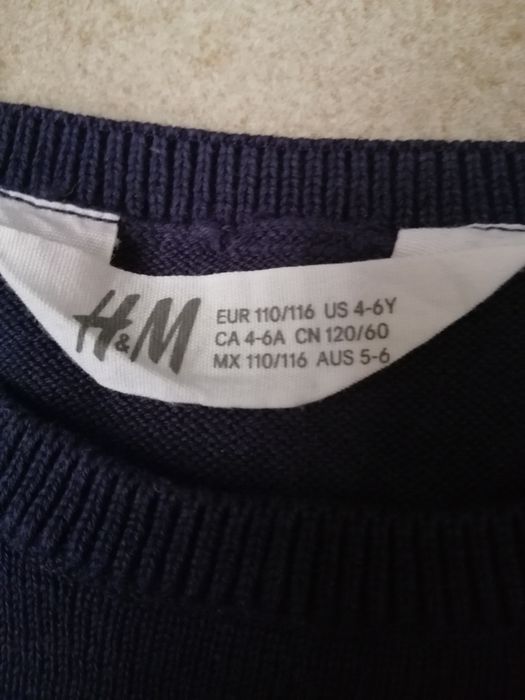 H&M
EUR 110/116 US 4-6Y
CA 4-6A CN 120/60
MX 110/116 AUS 5-6